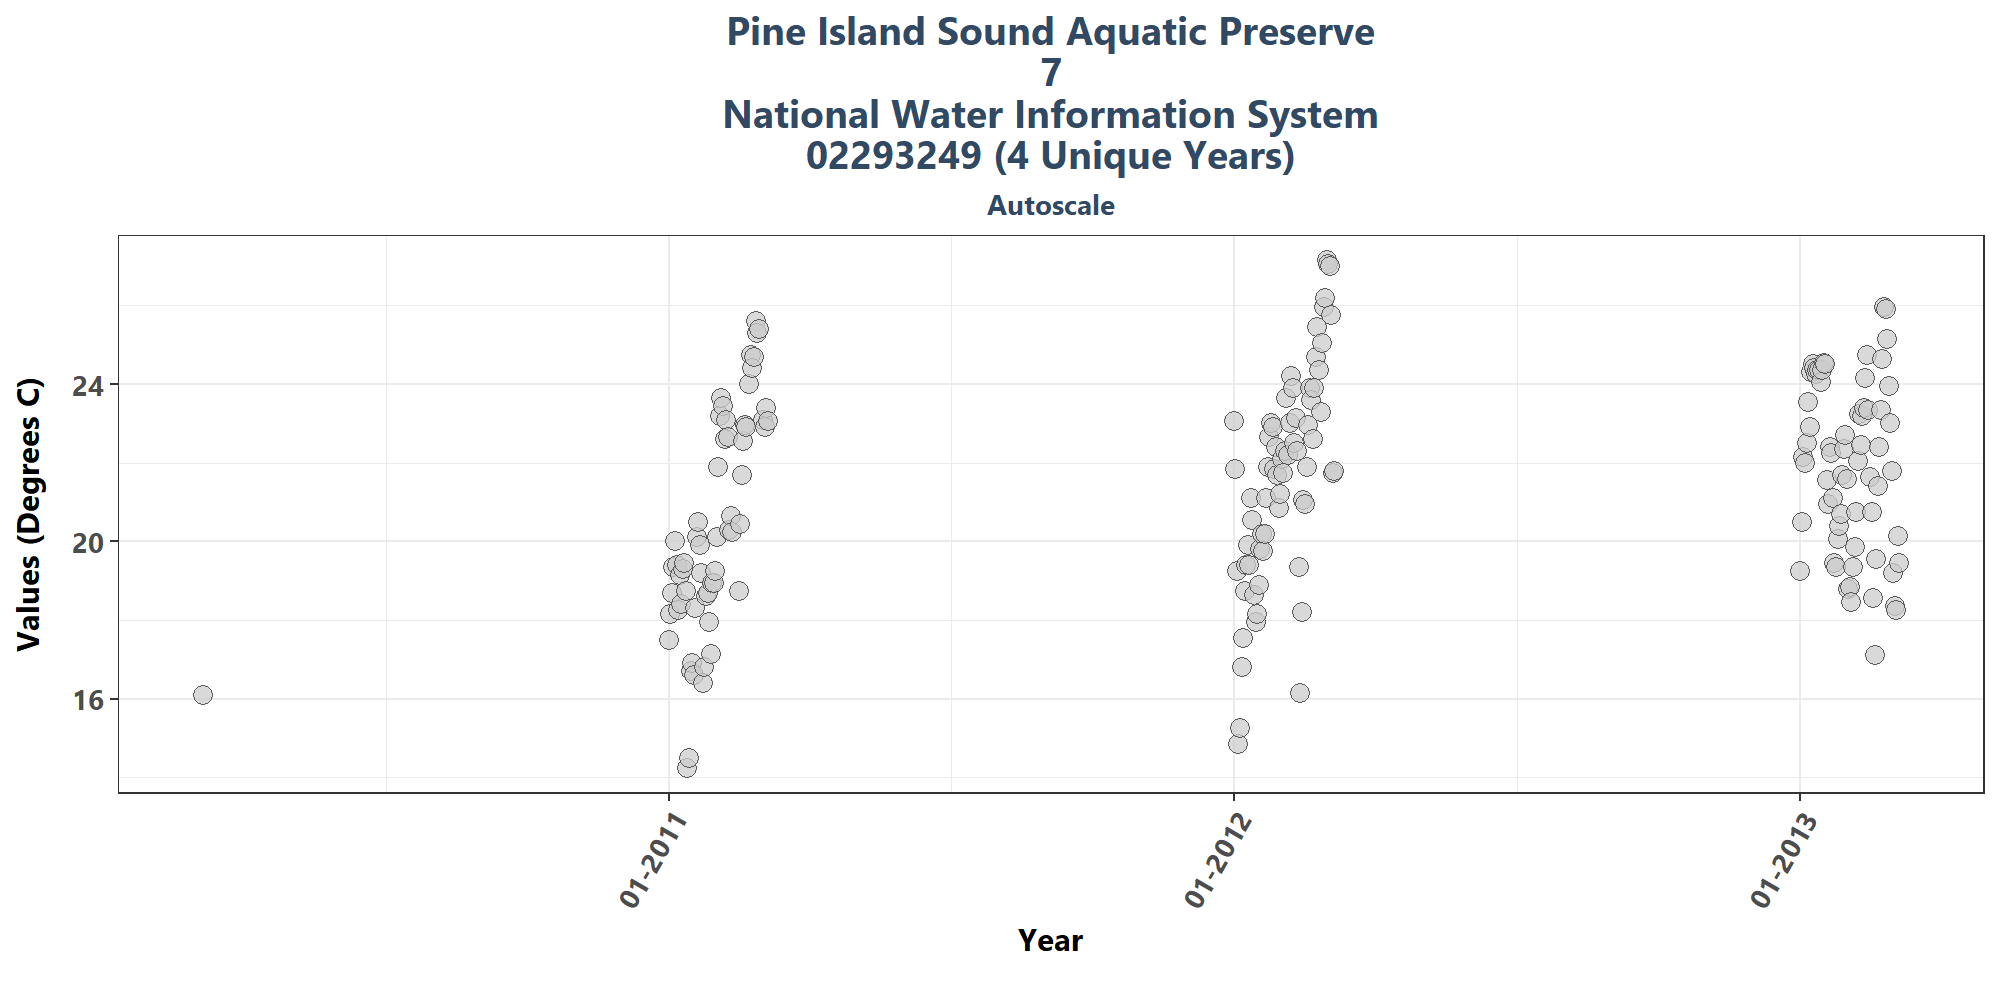 Pine Island Sound Aquatic Preserve
7
National Water Information System
02293249 (4 Unique Years)
Autoscale
Values (Degrees C)
24
20
16
01-2011
01-2012
01-2013
Year